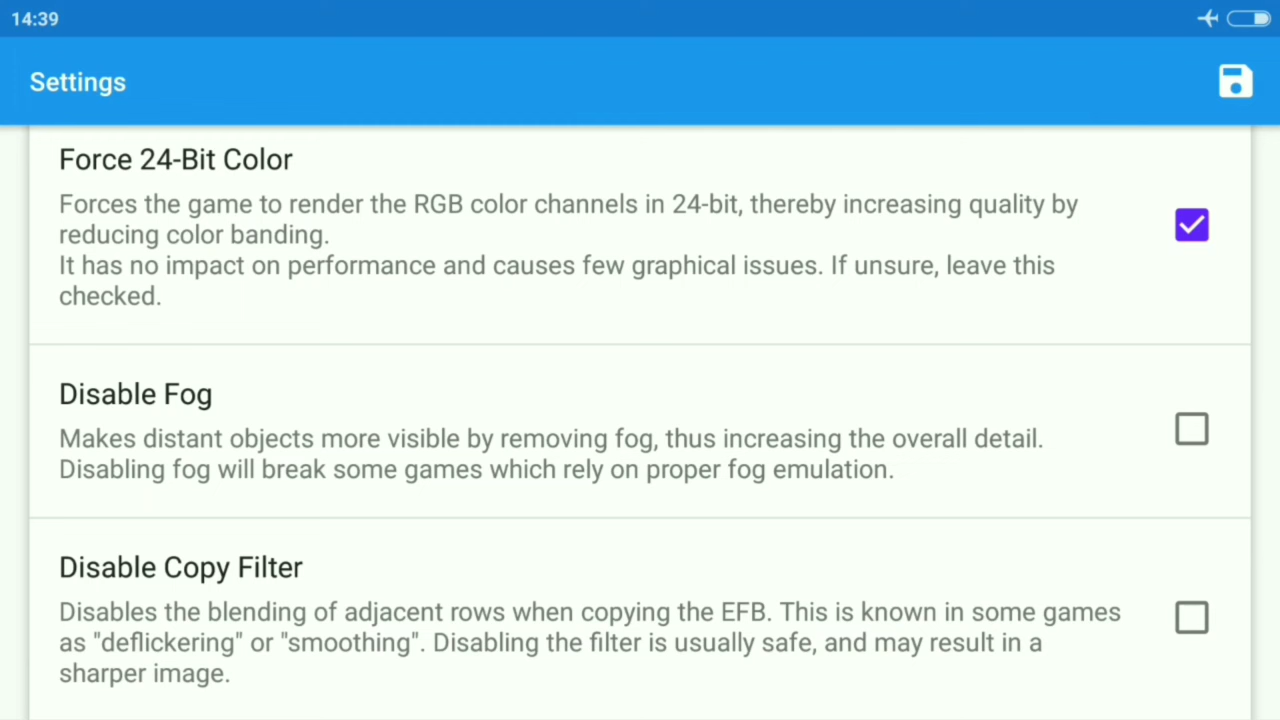 14:39
Settings
Force 24-Bit Color
Forces the game to render the RGB color channels in 24-bit, thereby increasing quality by
reducing color banding.
It has no impact on performance and causes few graphical issues. If unsure, leave this
checked.
Disable Fog
Makes distant objects more visible by removing fog, thus increasing the overall detail.
Disabling fog will break some games which rely on proper fog emulation.
Disable Copy Filter
Disables the blending of adjacent rows when copying the EFB. This is known in some games
as "deflickering" or "smoothing". Disabling the filter is usually safe, and may result in a
sharper image.